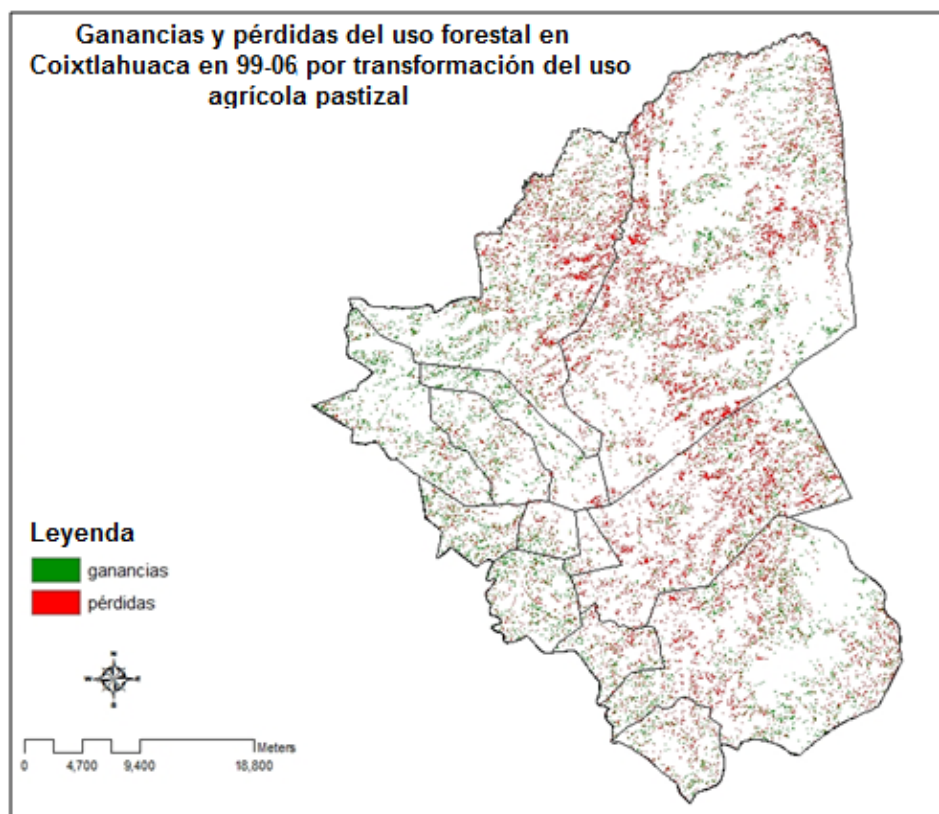 Ganancias y pérdidas del uso forestal en
Coixtlahuaca en 99-06 por transformación del uso
agrícola pastizal
Leyenda
ganancias
pérdidas
N
W E
S
Meters
0 4,700 9,400 18,800